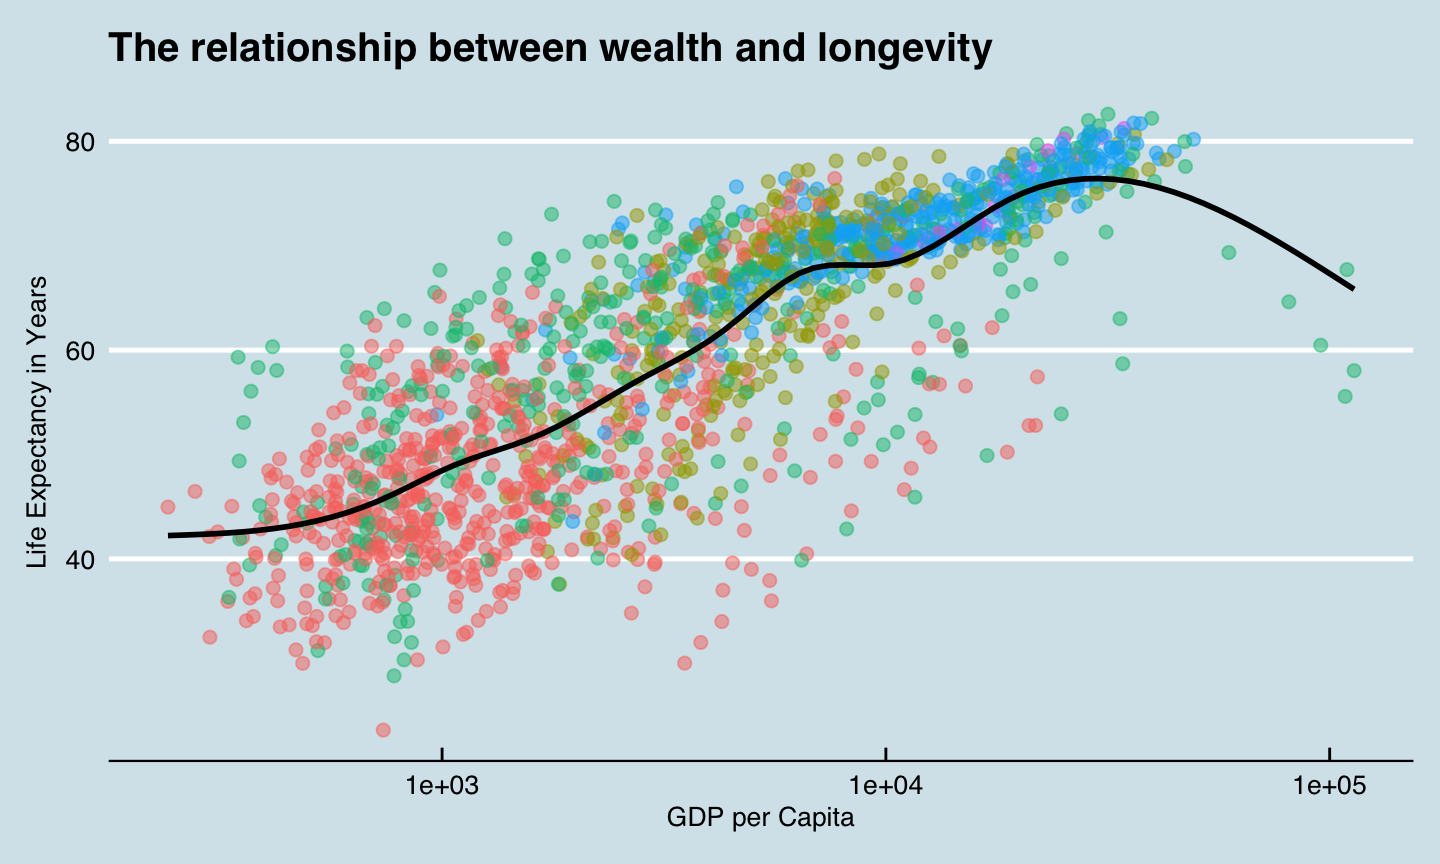 The relationship between wealth and longevity
80
60
40
Life Expectancy in Years
1e+03 1e+04 1e+05
GDP per Capita